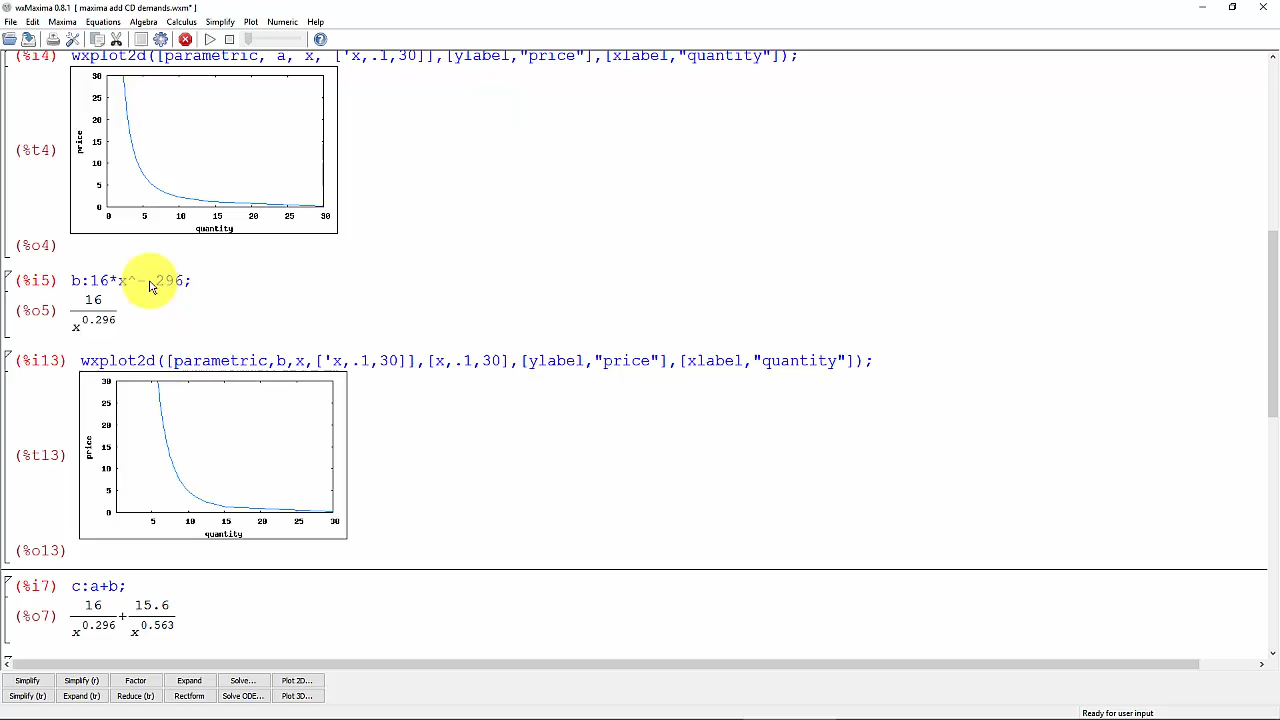 wxMaxima 0.8.1 [ maxima add CD demands.wxm* ]
File Edit Maxima Equations Algebra Calculus Simplify Plot Numeric Help
(%i4) wxplot2d([parametric, a, x, ['x,.1,30]],[ylabel,"price"],[xlabel,"quantity"]);
30
25
20
15
10
5
0
price
0 5 10 15 20 25 30
quantity
(%t4)
(%o4)
(%i5) b:16*x^-.296;
(%o5) 16
x^0.296
(%i13) wxplot2d([parametric,b,x,['x,.1,30]],[x,.1,30],[ylabel,"price"],[xlabel,"quantity"]);
30
25
20
15
10
5
0
price
5 10 15 20 25 30
quantity
(%t13)
(%o13)
(%i7) c:a+b;
16 15.6
(%o7) +
x^0.296 x^0.563
Simplify Simplify (r) Factor Expand Solve... Plot 2D...
Simplify (tr) Expand (tr) Reduce (tr) Rectform Solve ODE... Plot 3D...
Ready for user input